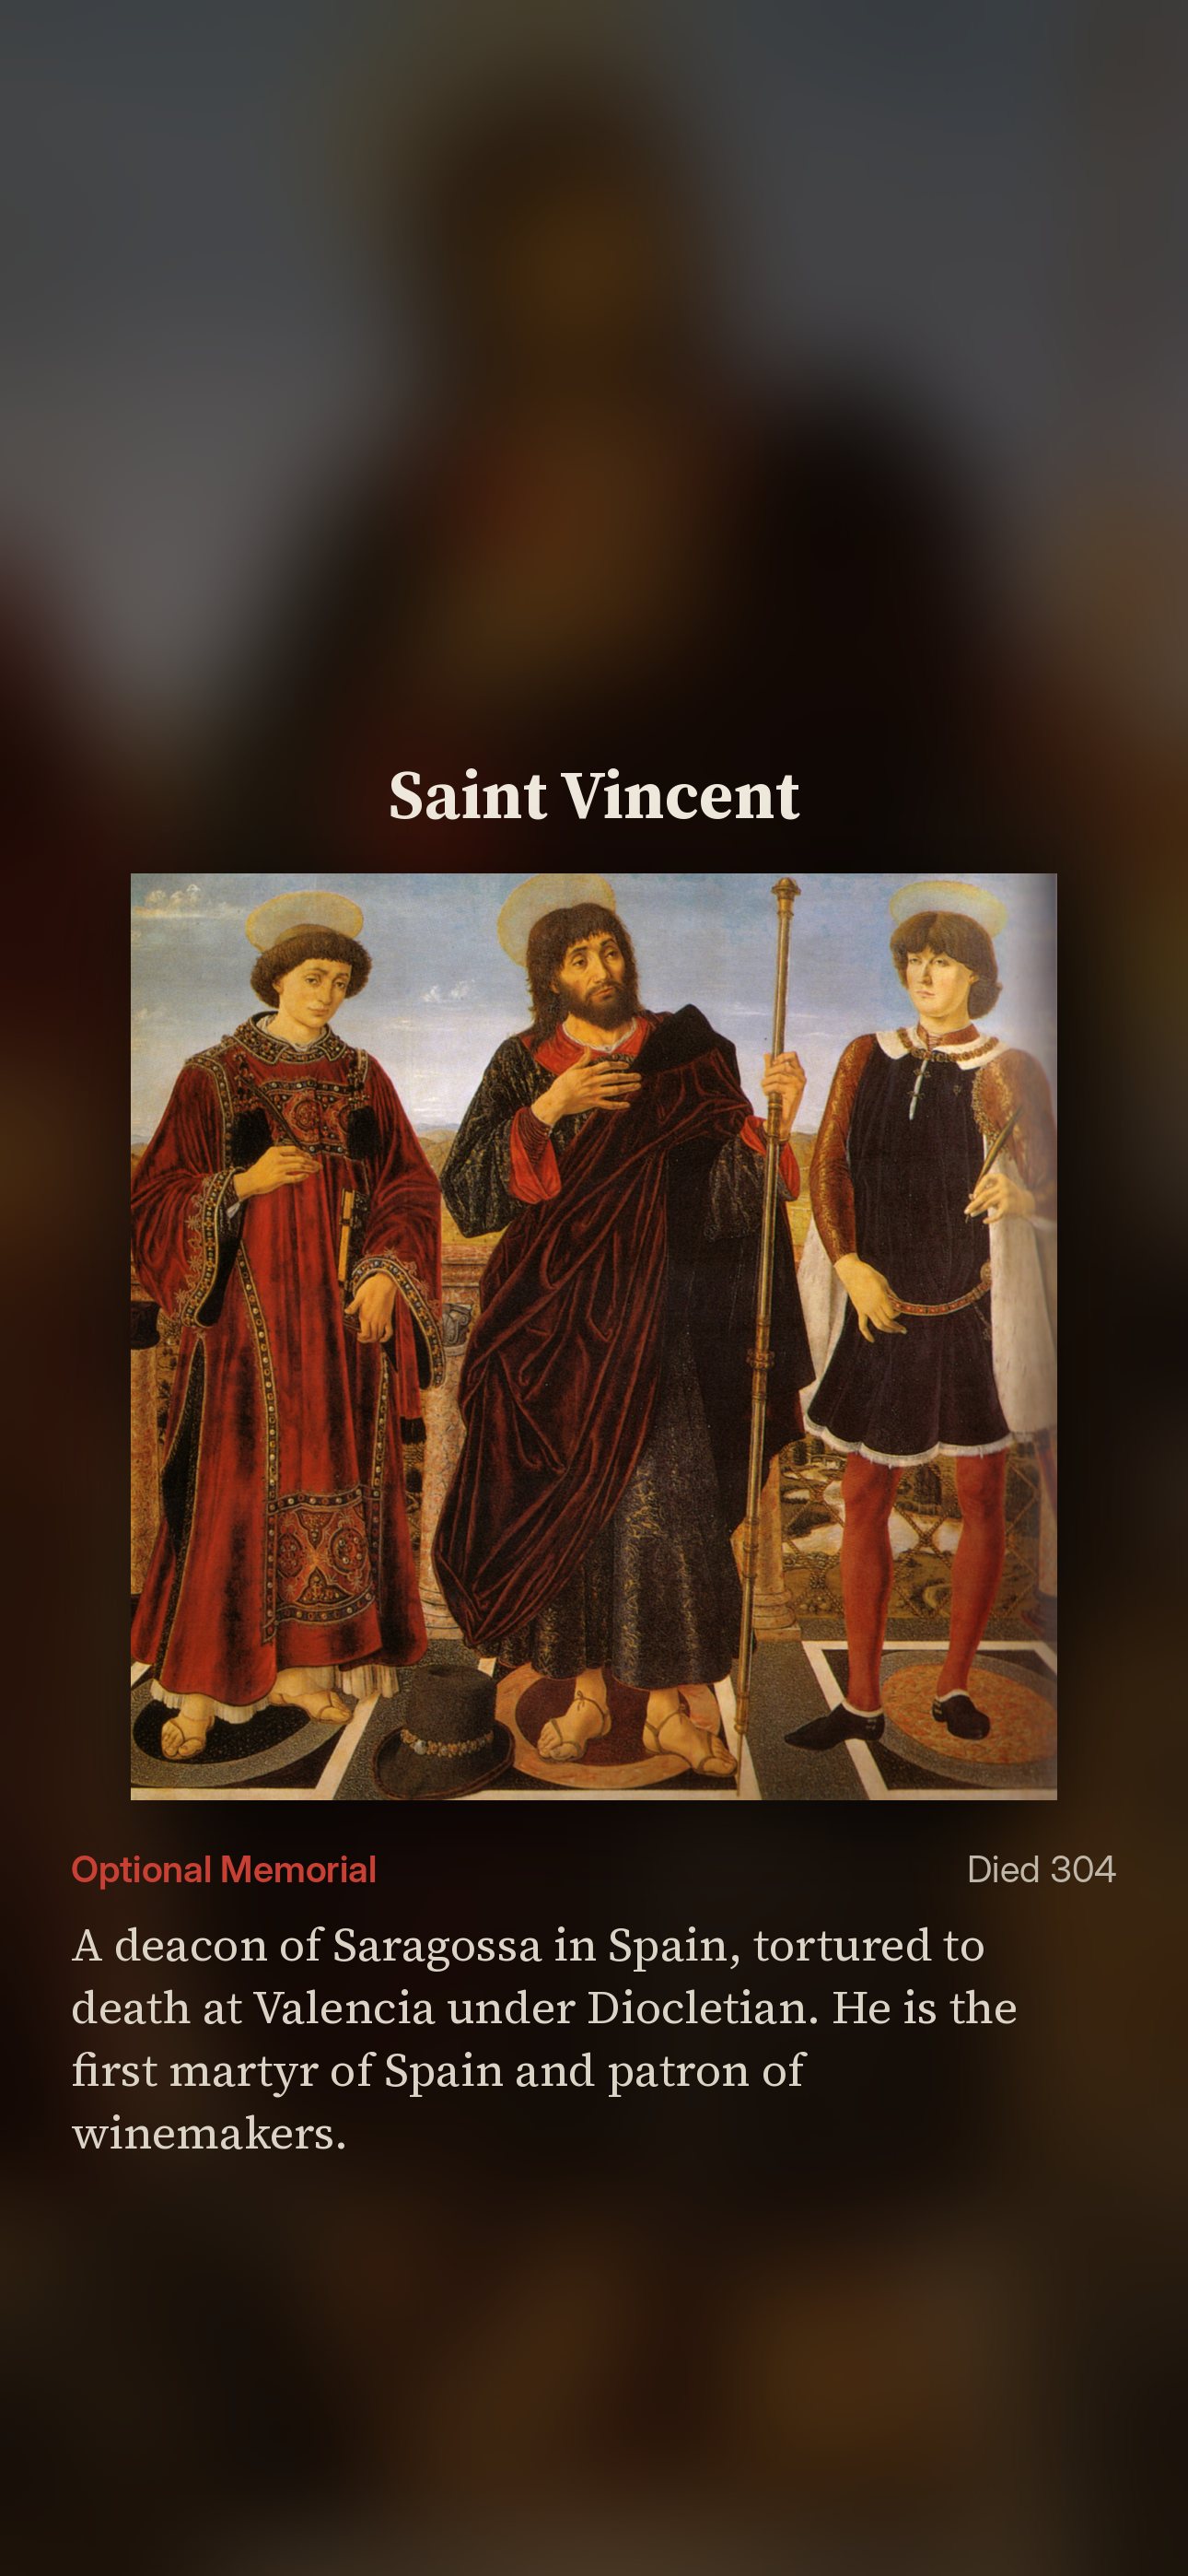 Saint Vincent
Optional Memorial
Died 304
A deacon of Saragossa in Spain, tortured to
death at Valencia under Diocletian. He is the
first martyr of Spain and patron of
winemakers.